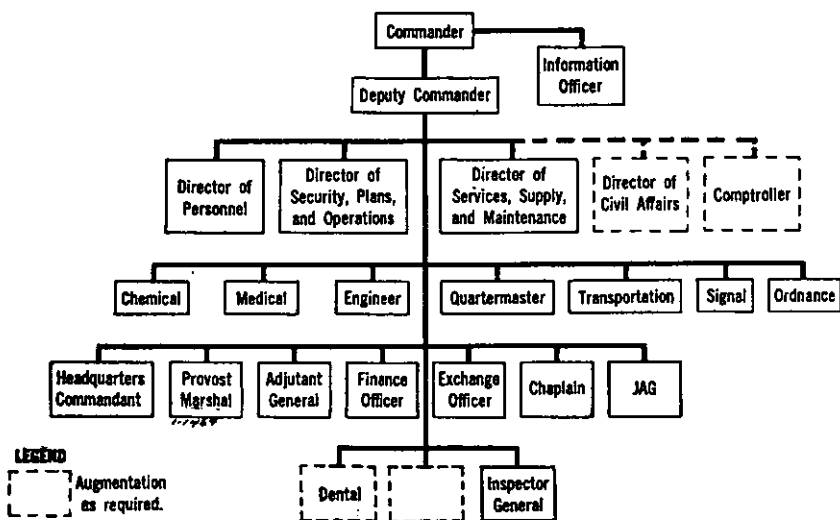 Commander
Information
Officer
Deputy Commander
Director of
Personnel
Director of
Security, Plans,
and Operations
Director of
Services, Supply,
and Maintenance
Director of
Civil Affairs
Comptroller
Chemical
Medical
Engineer
Quartermaster
Transportation
Signal
Ordnance
Headquarters
Commandant
Provost
Marshal
Adjutant
General
Finance
Officer
Exchange
Officer
Chaplain
JAG
LEGEND
Augmentation
as required.
Dental
Inspector
General